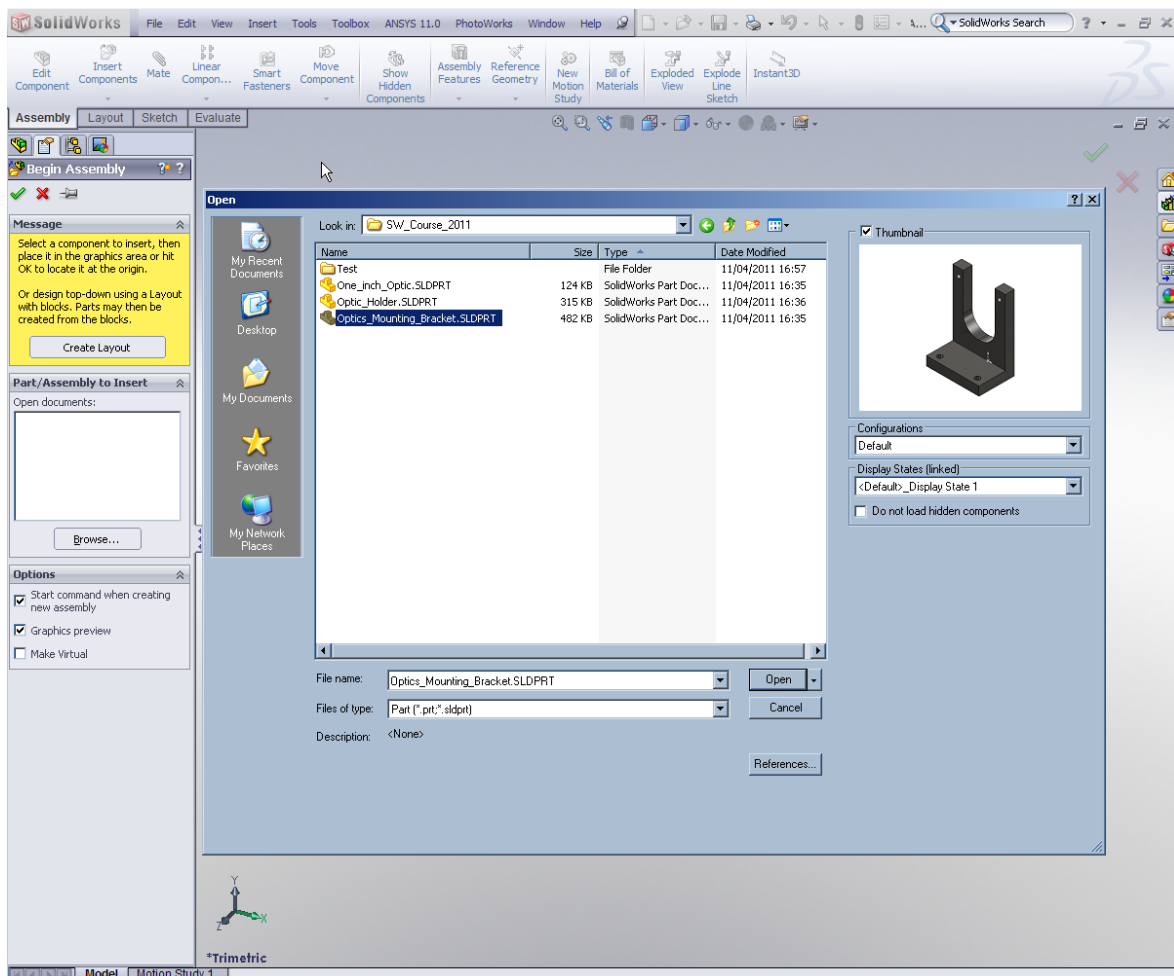 SolidWorks File Edit View Insert Tools Toolbox ANSYS 11.0 PhotoWorks Window Help A... SolidWorks Search ?
Edit Component
Insert Components
Mate
Linear Compon...
Smart Fasteners
Move Component
Show Hidden Components
Assembly Features
Reference Geometry
New Motion Study
Bill of Materials
Exploded View
Explode Line Sketch
Instant3D
Assembly Layout Sketch Evaluate
Begin Assembly ? ?
Message
Select a component to insert, then
place it in the graphics area or hit
OK to locate it at the origin.
Or design top-down using a Layout
with blocks. Parts may then be
created from the blocks.
Create Layout
Part/Assembly to Insert
Open documents:
Browse...
Options
Start command when creating
new assembly
Graphics preview
Make Virtual
Open ? X
Look in: SW_Course_2011
My Recent
Documents
Desktop
My Documents
Favorites
My Network
Places
Name Size Type Date Modified
Test File Folder 11/04/2011 16:57
One_inch_Optic.SLDPRT 124 KB SolidWorks Part Doc... 11/04/2011 16:35
Optic_Holder.SLDPRT 315 KB SolidWorks Part Doc... 11/04/2011 16:36
Optics_Mounting_Bracket.SLDPRT 482 KB SolidWorks Part Doc... 11/04/2011 16:35
File name: Optics_Mounting_Bracket.SLDPRT Open
Files of type: Part (*.prt;*.sldprt) Cancel
Description: <None>
References...
Thumbnail
Configurations
Default
Display States (linked)
<Default>_Display State 1
Do not load hidden components
Y
Z X
*Trimetric
Model Motion Study 1